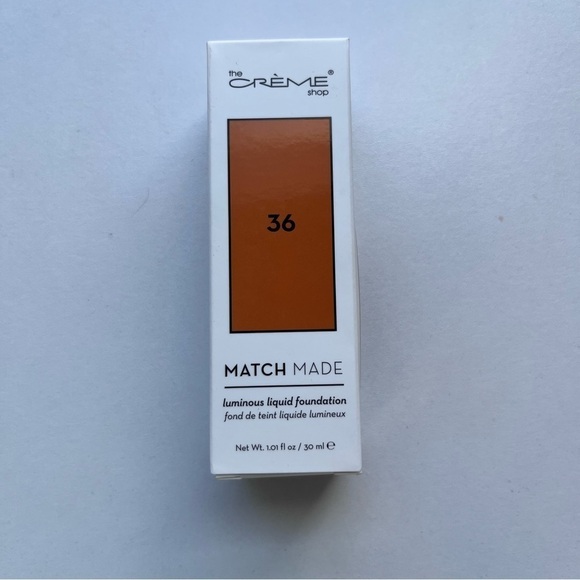 the
CRÈME®
shop
36
MATCH MADE
luminous liquid foundation
fond de teint liquide lumineux
Net Wt. 1.01 fl oz / 30 ml ℮